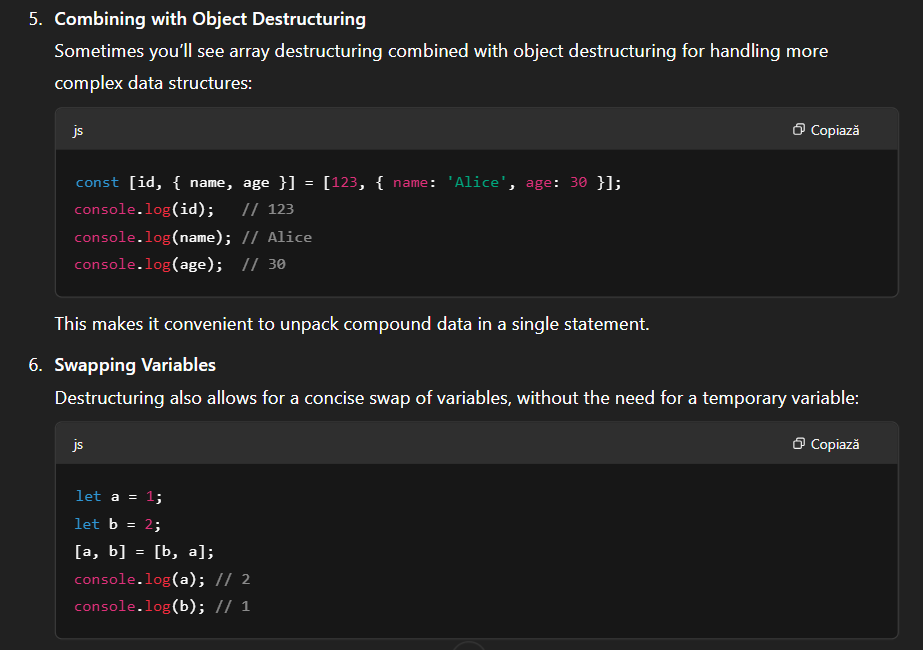 5. Combining with Object Destructuring
Sometimes you'll see array destructuring combined with object destructuring for handling more
complex data structures:
js
Copiază
const [id, { name, age }] = [123, { name: 'Alice', age: 30 }];
console.log(id);   // 123
console.log(name); // Alice
console.log(age);  // 30
This makes it convenient to unpack compound data in a single statement.
6. Swapping Variables
Destructuring also allows for a concise swap of variables, without the need for a temporary variable:
js
Copiază
let a = 1;
let b = 2;
[a, b] = [b, a];
console.log(a); // 2
console.log(b); // 1